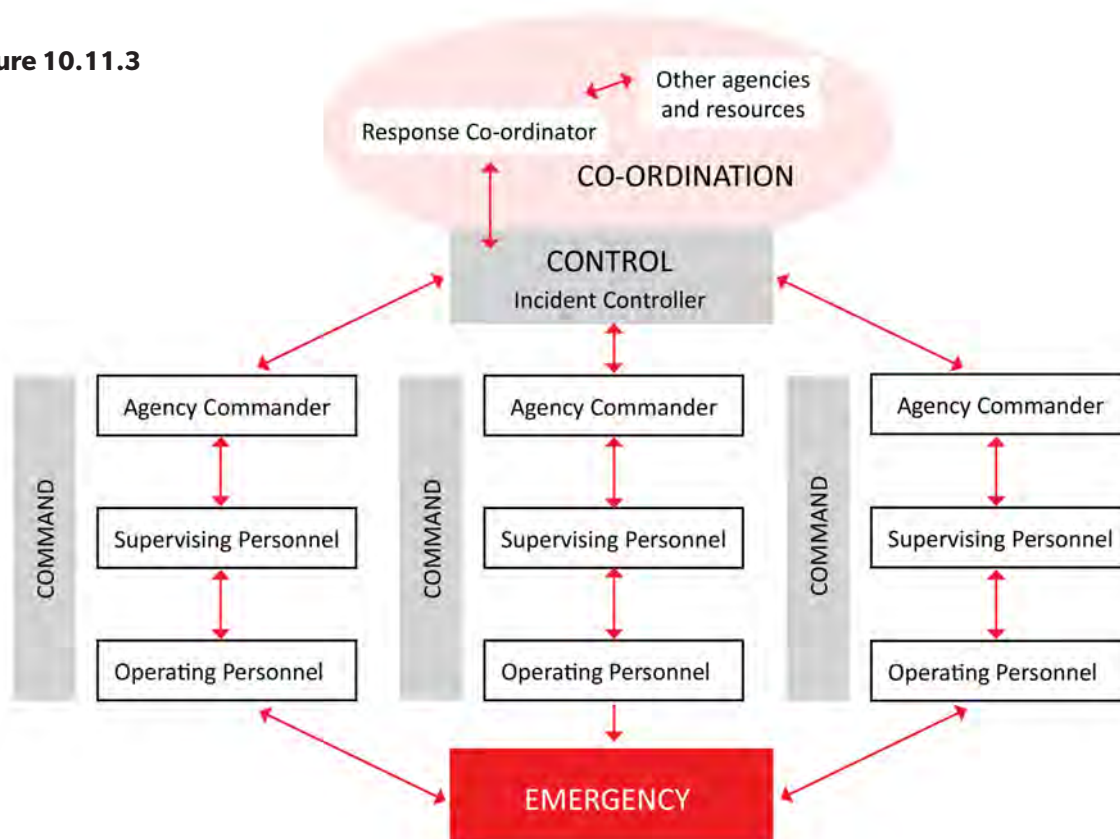 ure 10.11.3
Other agencies
and resources
Response Co-ordinator
CO-ORDINATION
CONTROL
Incident Controller
COMMAND
Agency Commander
Supervising Personnel
Operating Personnel
COMMAND
Agency Commander
Supervising Personnel
Operating Personnel
COMMAND
Agency Commander
Supervising Personnel
Operating Personnel
EMERGENCY